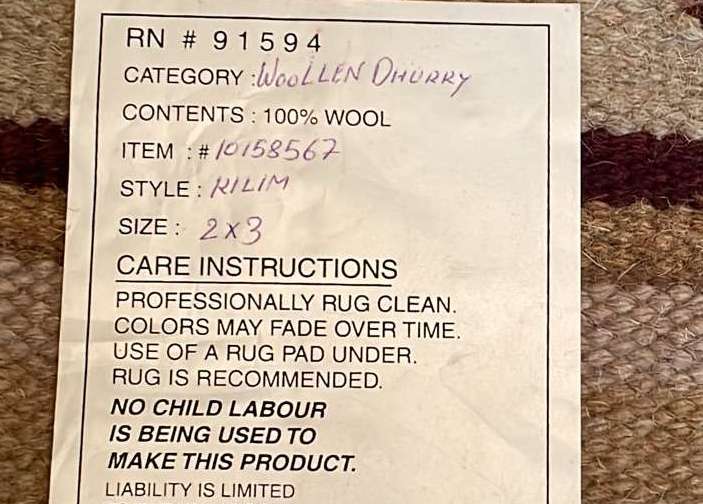 RN # 91594
CATEGORY : WOOLLEN DHURRY
CONTENTS : 100% WOOL
ITEM : # 10158567
STYLE : KILIM
SIZE : 2x3
CARE INSTRUCTIONS
PROFESSIONALLY RUG CLEAN.
COLORS MAY FADE OVER TIME.
USE OF A RUG PAD UNDER.
RUG IS RECOMMENDED.
NO CHILD LABOUR
IS BEING USED TO
MAKE THIS PRODUCT.
LIABILITY IS LIMITED